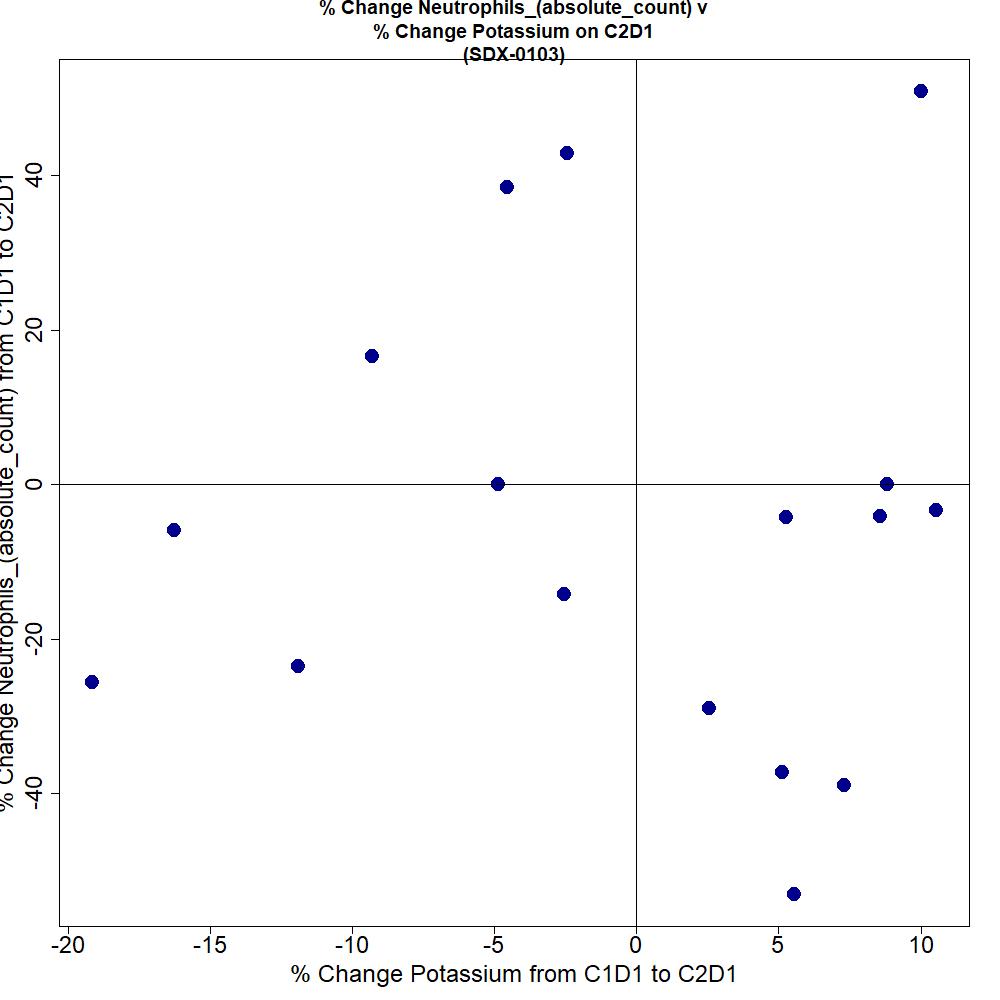 % Change Neutrophils_(absolute_count) v
% Change Potassium on C2D1
(SDX-0103)
% Change Neutrophils_(absolute_count) from C1D1 to C2D1
40
20
0
-20
-40
-20 -15 -10 -5 0 5 10
% Change Potassium from C1D1 to C2D1